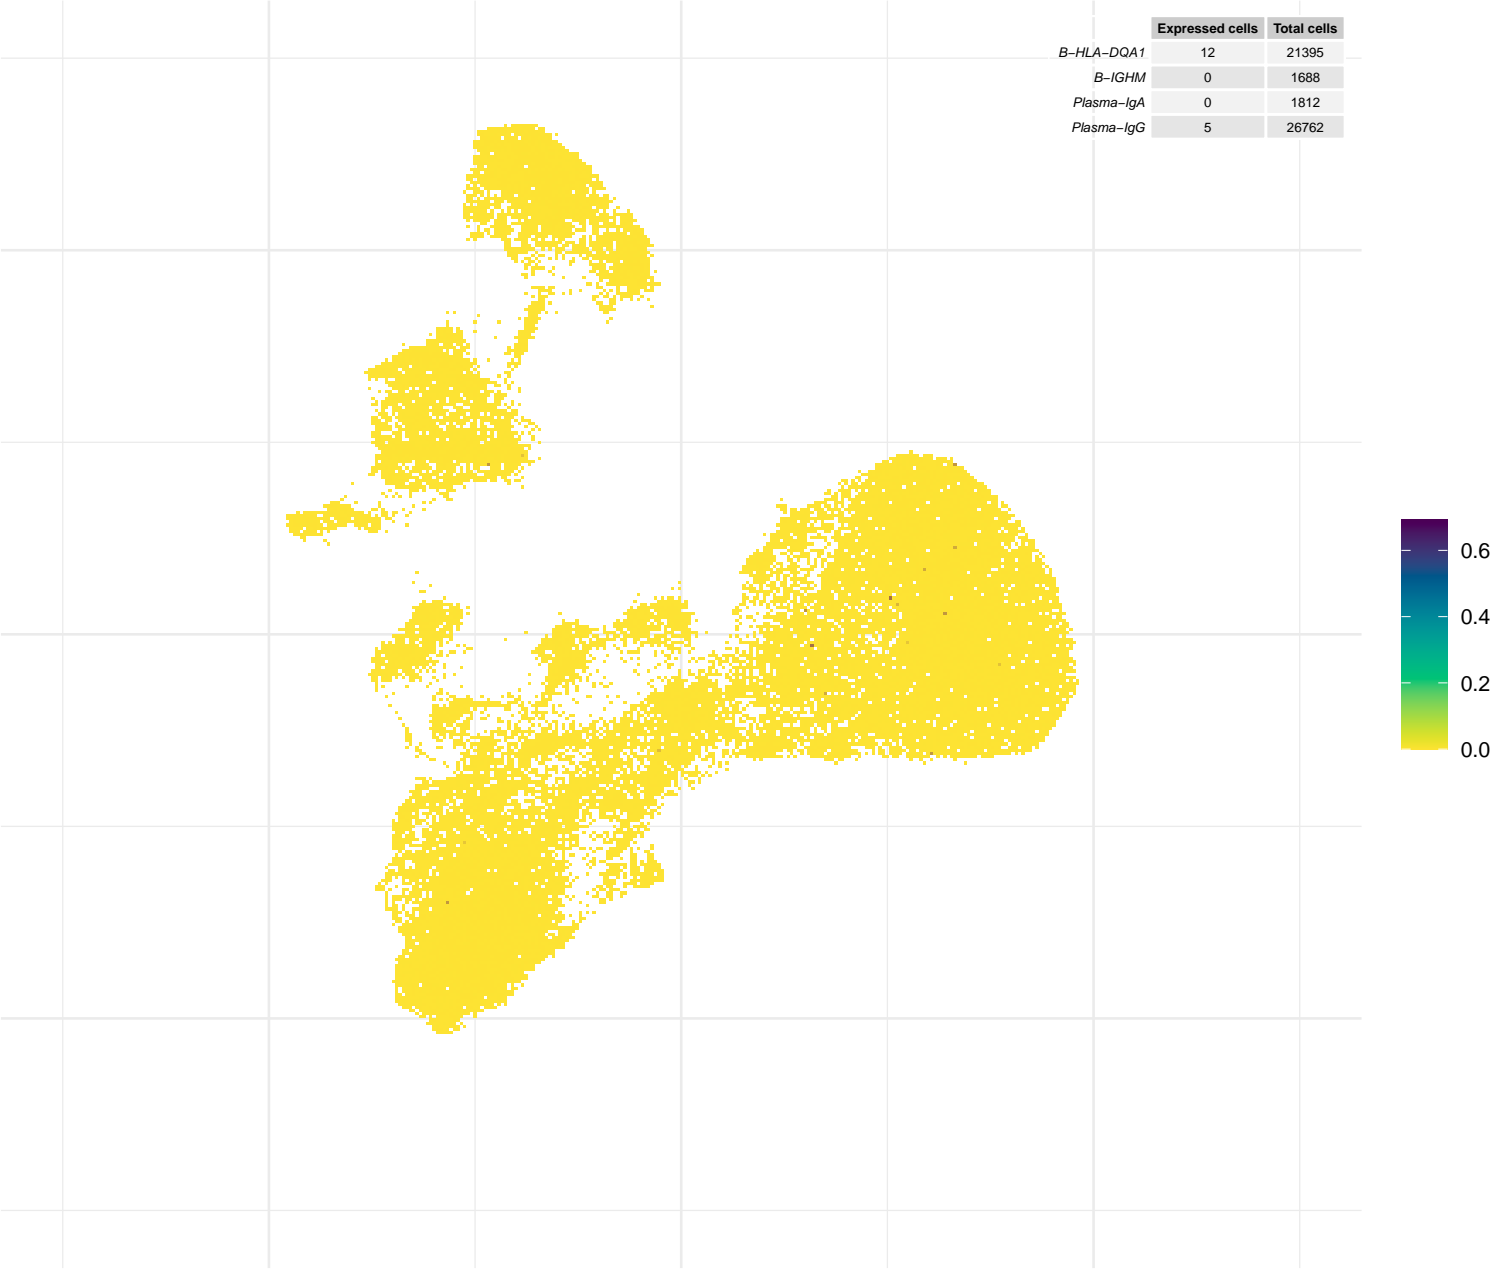 Expressed cells Total cells
B−HLA−DQA1 12 21395
B−IGHM 0 1688
Plasma−IgA 0 1812
Plasma−IgG 5 26762
0.6
0.4
0.2
0.0